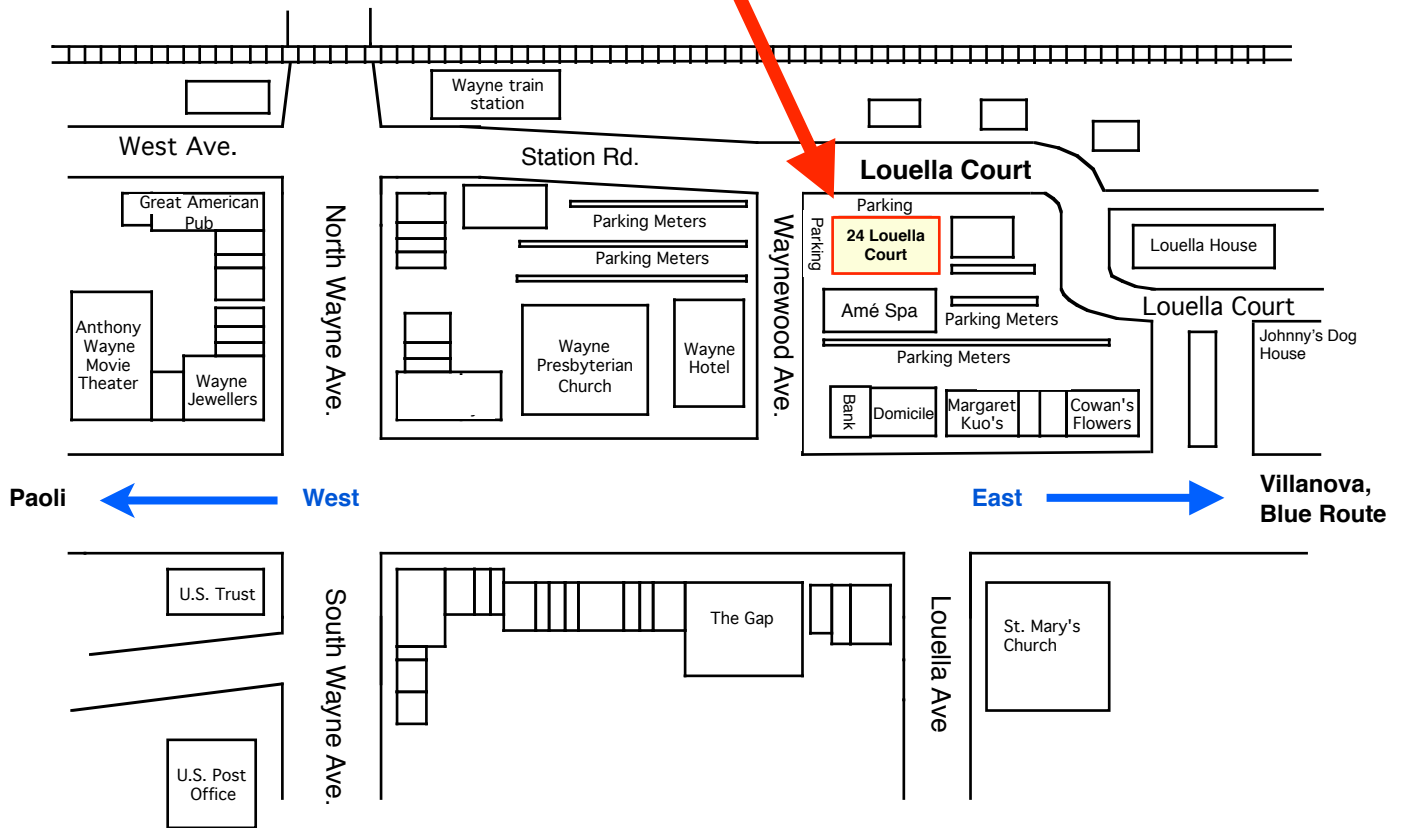 Wayne train
station
West Ave.
Station Rd.
Louella Court
Great American
Pub
North Wayne Ave.
Parking Meters
Parking Meters
Waynewood Ave.
Parking
Parking
24 Louella
Court
Louella House
Louella Court
Anthony
Wayne
Movie
Theater
Wayne
Jewellers
Wayne
Presbyterian
Church
Wayne
Hotel
Amé Spa
Parking Meters
Parking Meters
Johnny's Dog
House
Bank
Domicile
Margaret
Kuo's
Cowan's
Flowers
Paoli
West
East
Villanova,
Blue Route
U.S. Trust
South Wayne Ave.
The Gap
Louella Ave
St. Mary's
Church
U.S. Post
Office